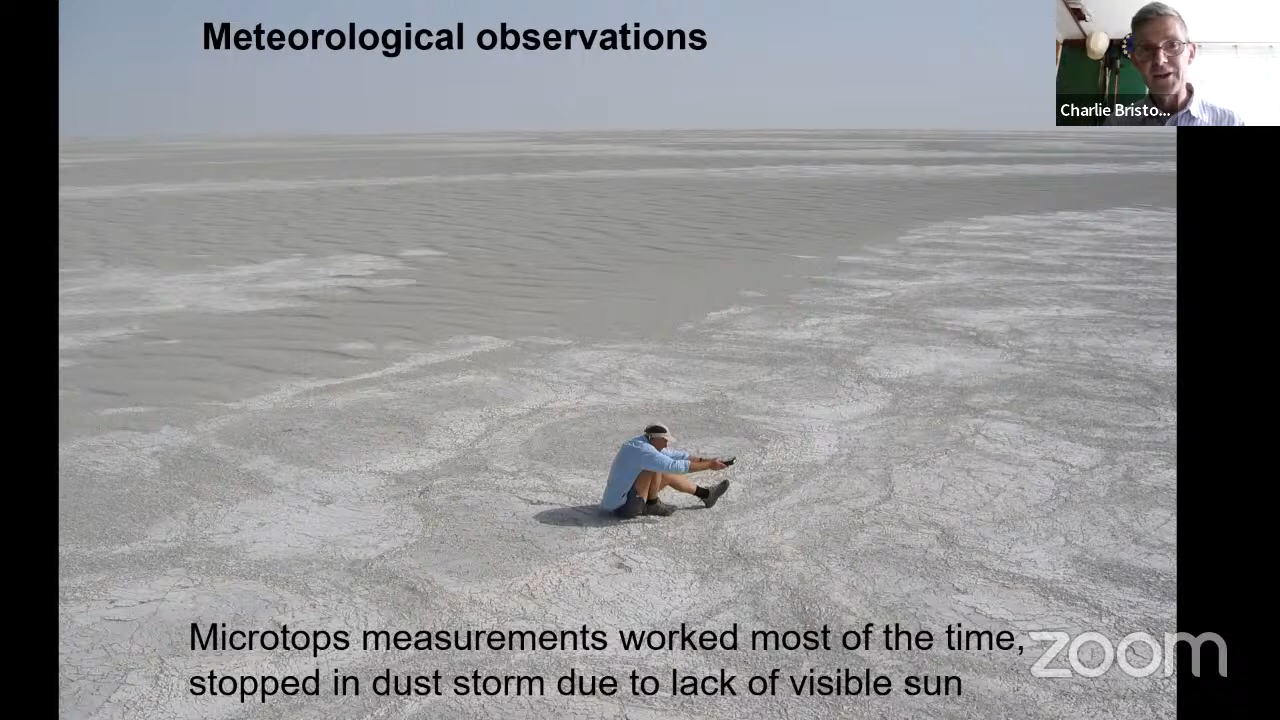 Meteorological observations
Charlie Bristo...
Microtops measurements worked most of the time,
stopped in dust storm due to lack of visible sun
zoom